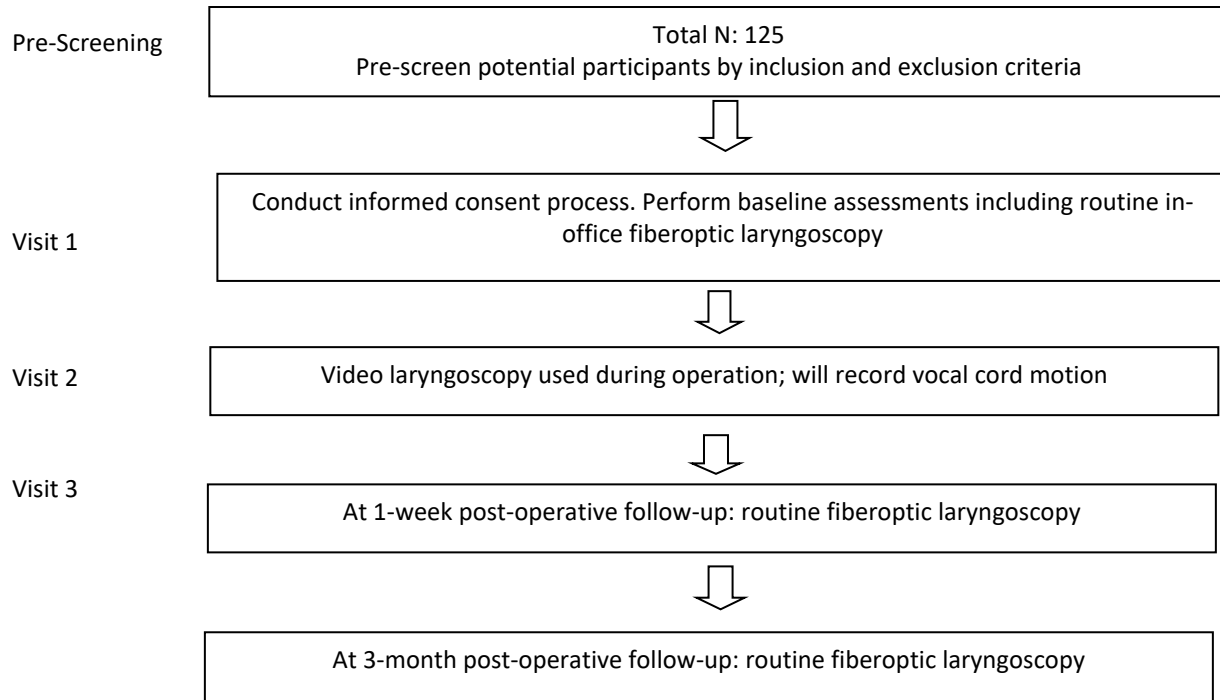 Pre-Screening
Total N: 125
Pre-screen potential participants by inclusion and exclusion criteria
Visit 1
Conduct informed consent process. Perform baseline assessments including routine in-
office fiberoptic laryngoscopy
Visit 2
Video laryngoscopy used during operation; will record vocal cord motion
Visit 3
At 1-week post-operative follow-up: routine fiberoptic laryngoscopy
At 3-month post-operative follow-up: routine fiberoptic laryngoscopy